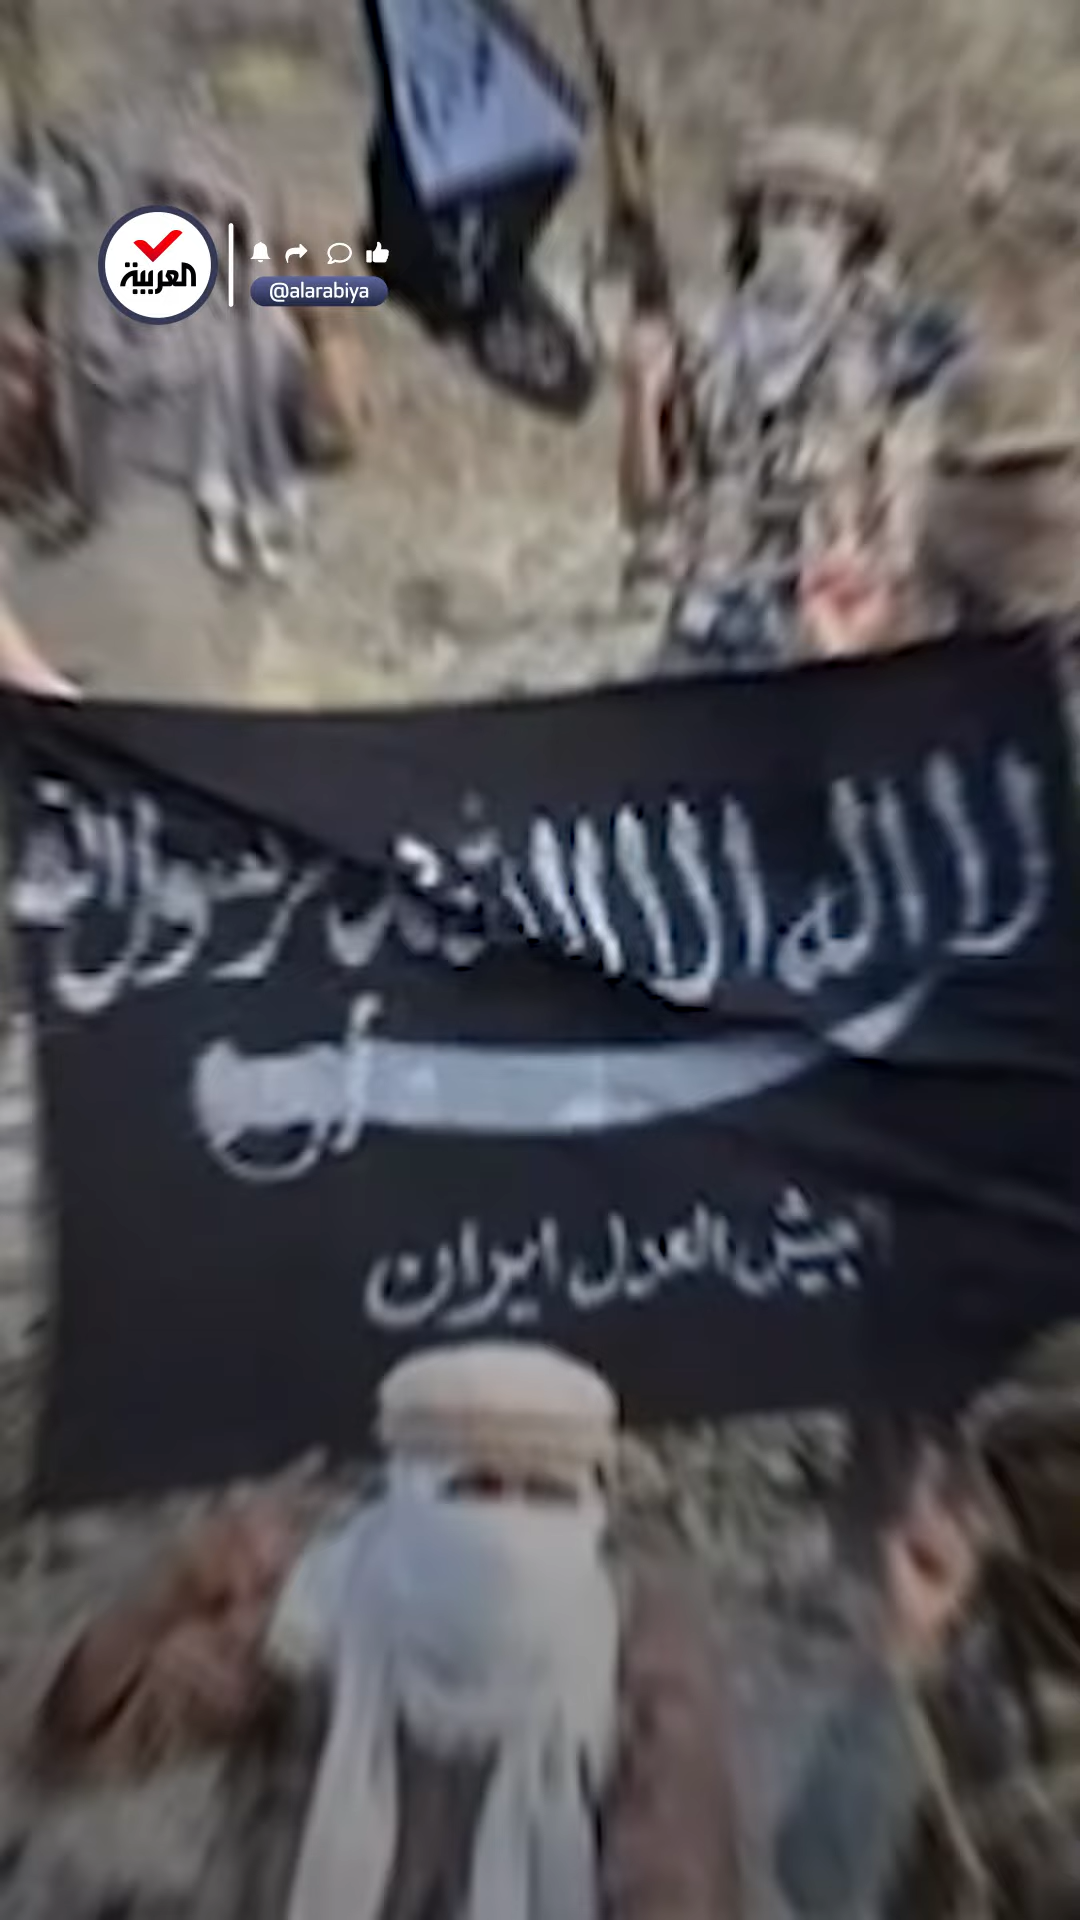 العربية
@alarabiya
لا اله الا الله محمد رسول الله
جيش العدل ايران